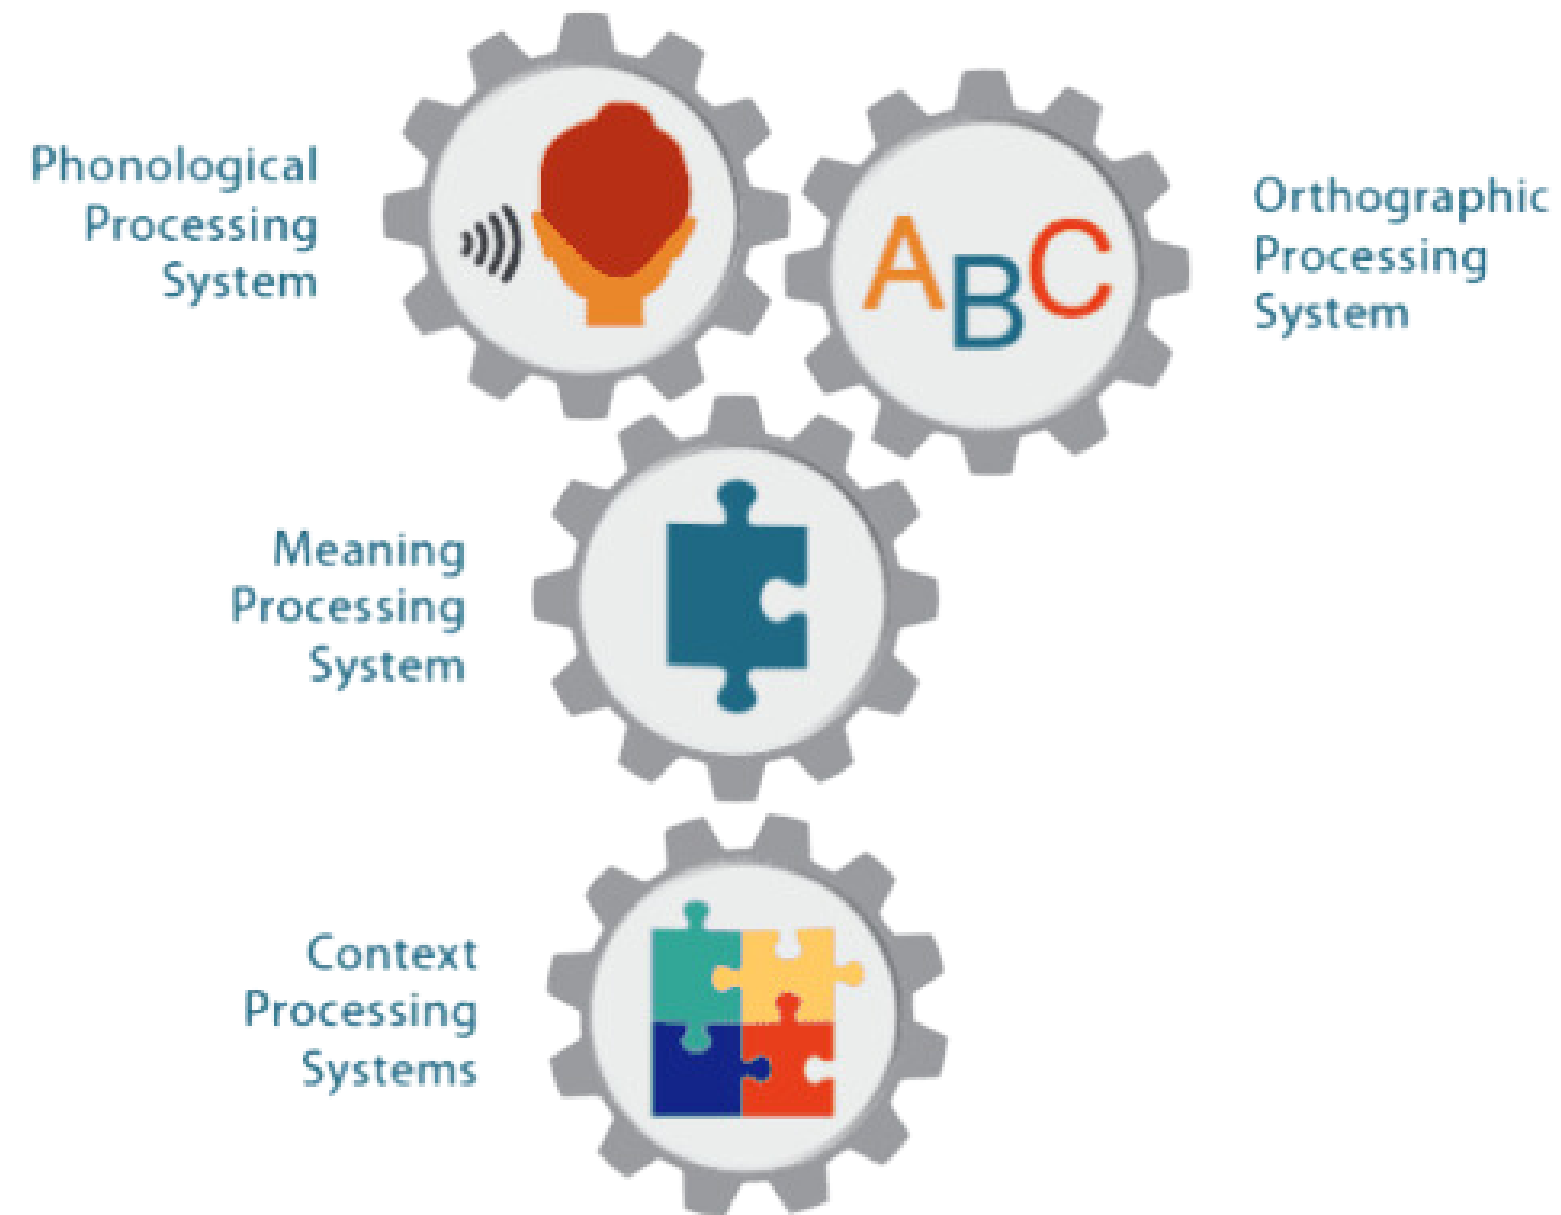 Phonological
Processing
System
ABC
Orthographic
Processing
System
Meaning
Processing
System
Context
Processing
Systems